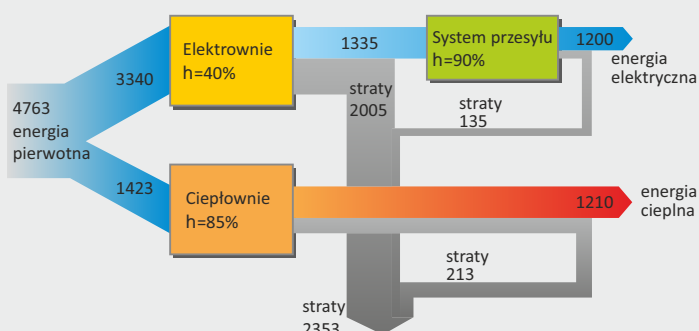 Elektrownie
h=40%
1335
System przesyłu
h=90%
1200
energia
elektryczna
3340
4763
energia
pierwotna
straty
2005
straty
135
1423
Ciepłownie
h=85%
1210
energia
cieplna
straty
213
straty
2353